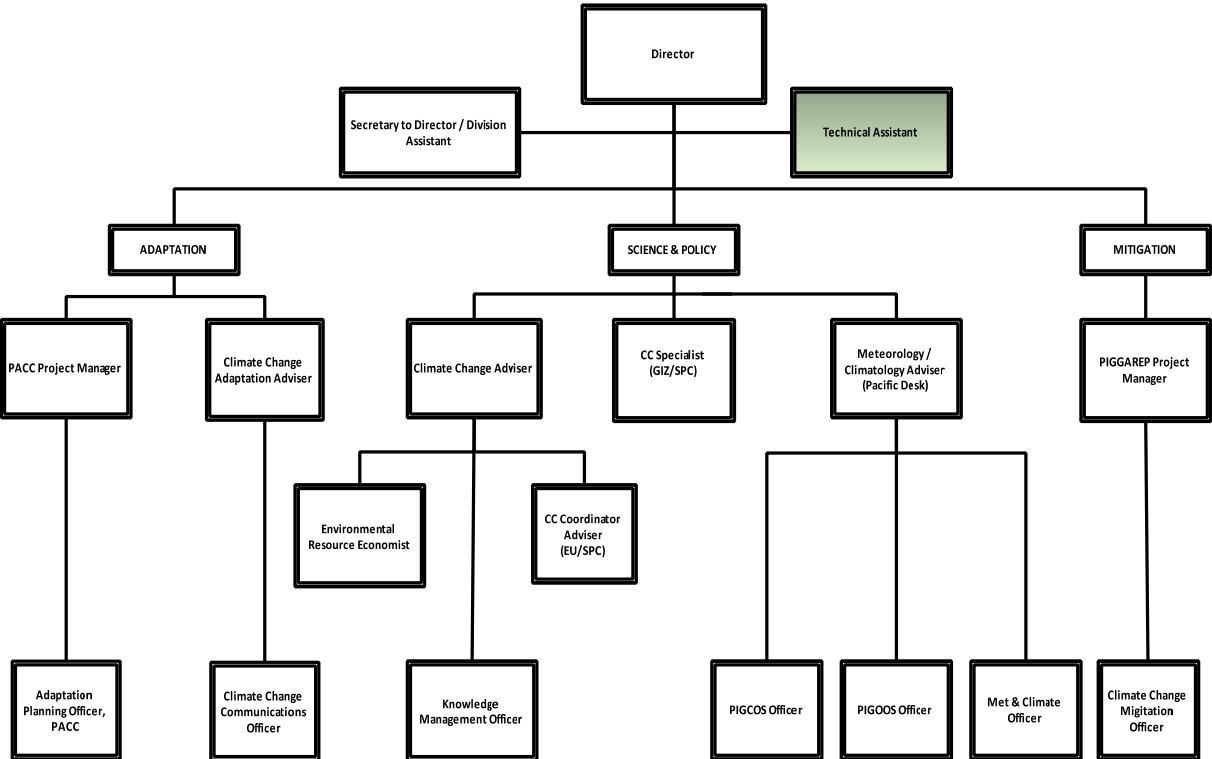 Director
Secretary to Director / Division
Assistant
Technical Assistant
ADAPTATION
SCIENCE & POLICY
MITIGATION
PACC Project Manager
Climate Change
Adaptation Adviser
Climate Change Adviser
CC Specialist
(GIZ/SPC)
Meteorology /
Climatology Adviser
(Pacific Desk)
PIGGAREP Project
Manager
Environmental
Resource Economist
CC Coordinator
Adviser
(EU/SPC)
Adaptation
Planning Officer,
PACC
Climate Change
Communications
Officer
Knowledge
Management Officer
PIGCOS Officer
PIGOOS Officer
Met & Climate
Officer
Climate Change
Migitation
Officer